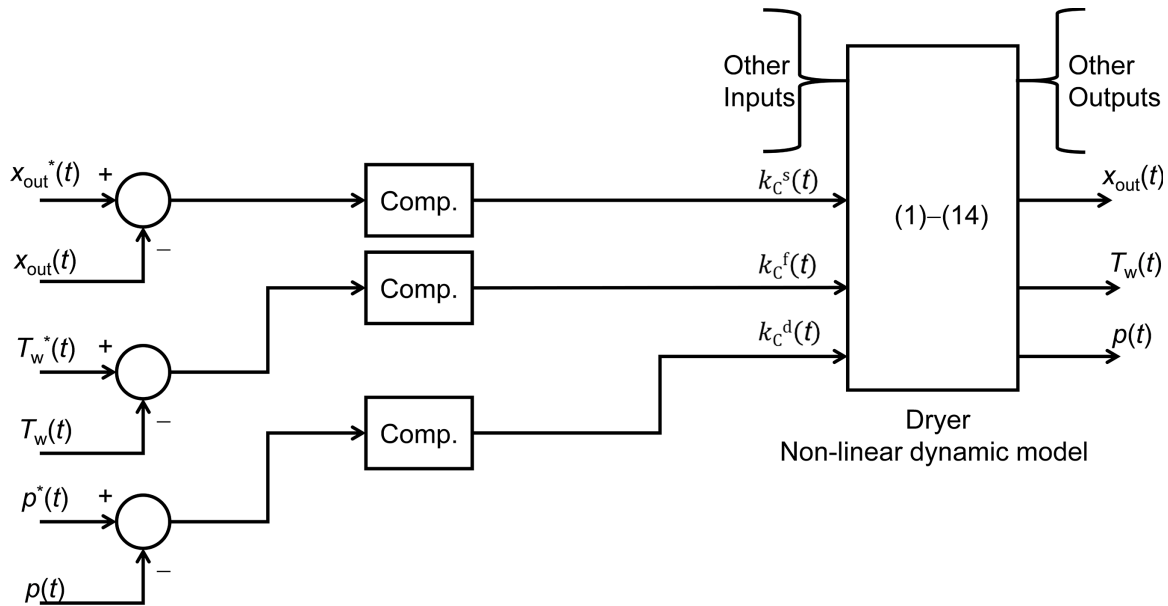 Other
Inputs
Other
Outputs
x_out*(t)
+
Comp.
k_C^s(t)
(1)–(14)
x_out(t)
–
x_out(t)
Comp.
k_C^f(t)
T_w(t)
T_w*(t)
+
k_C^d(t)
p(t)
T_w(t)
–
Comp.
Dryer
Non-linear dynamic model
p*(t)
+
–
p(t)